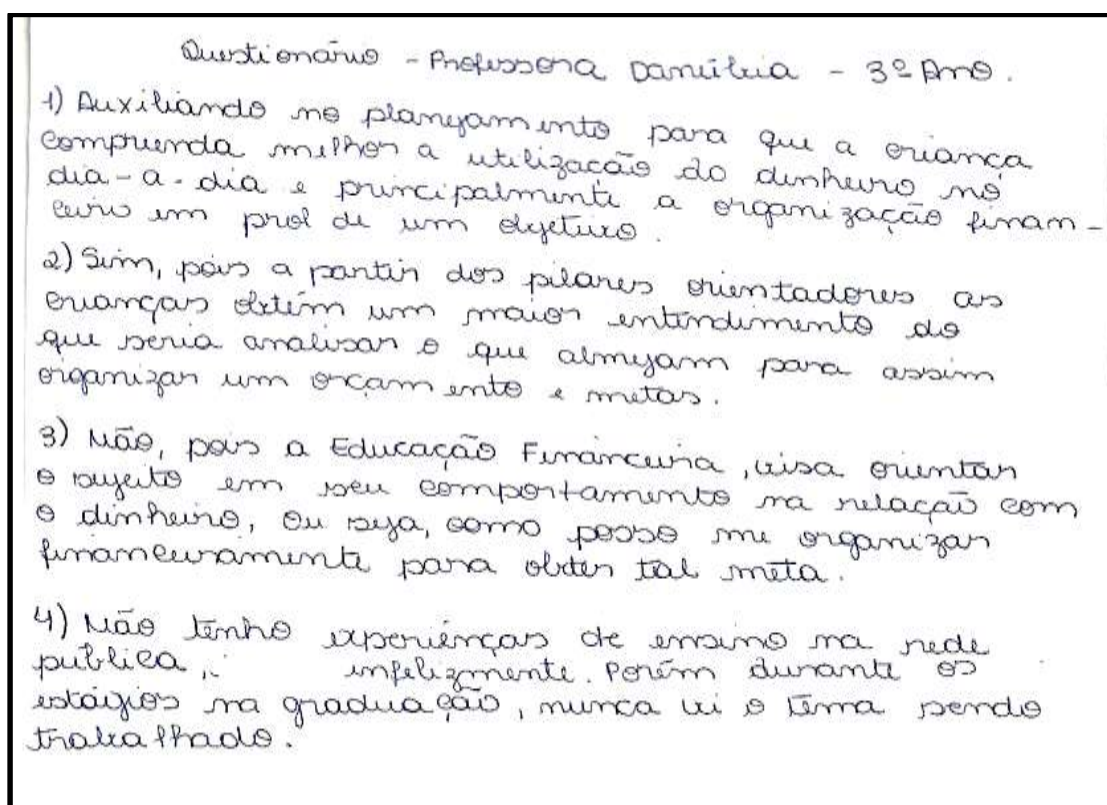 Questionário - Professora Daniléia - 3º Ano.
1) Auxiliando no planejamento para que a criança
compreenda melhor a utilização do dinheiro no
dia-a-dia e principalmente a organização finan-
ceiro em prol de um objetivo.
2) Sim, pois a partir dos pilares orientadores as
crianças obtém um maior entendimento do
que seria analisar o que almejam para assim
organizar um orçamento e metas.
3) Não, pois a Educação Financeira, visa orientar
o sujeito em seu comportamento na relação com
o dinheiro, ou seja, como posso me organizar
financeiramente para obter tal meta.
4) Não tenho experiênças de ensino na rede
pública, infelizmente. Porém durante os
estágios na graduação, nunca vi o tema sendo
trabalhado.